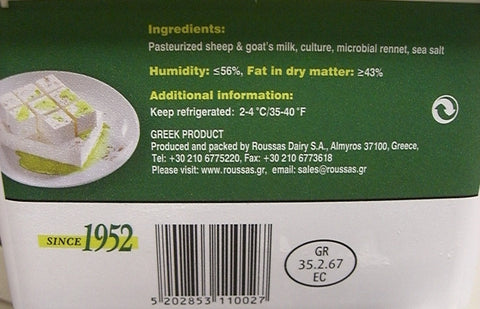 Ingredients:
Pasteurized sheep & goat's milk, culture, microbial rennet, sea salt
Humidity: ≤56%, Fat in dry matter: ≥43%
Additional information:
Keep refrigerated: 2-4 °C/35-40 °F
GREEK PRODUCT
Produced and packed by Roussas Dairy S.A., Almyros 37100, Greece,
Tel: +30 210 6775220, Fax: +30 210 6773618
Please visit: www.roussas.gr, email: sales@roussas.gr
SINCE 1952
5 202853 110027
GR
35.2.67
EC